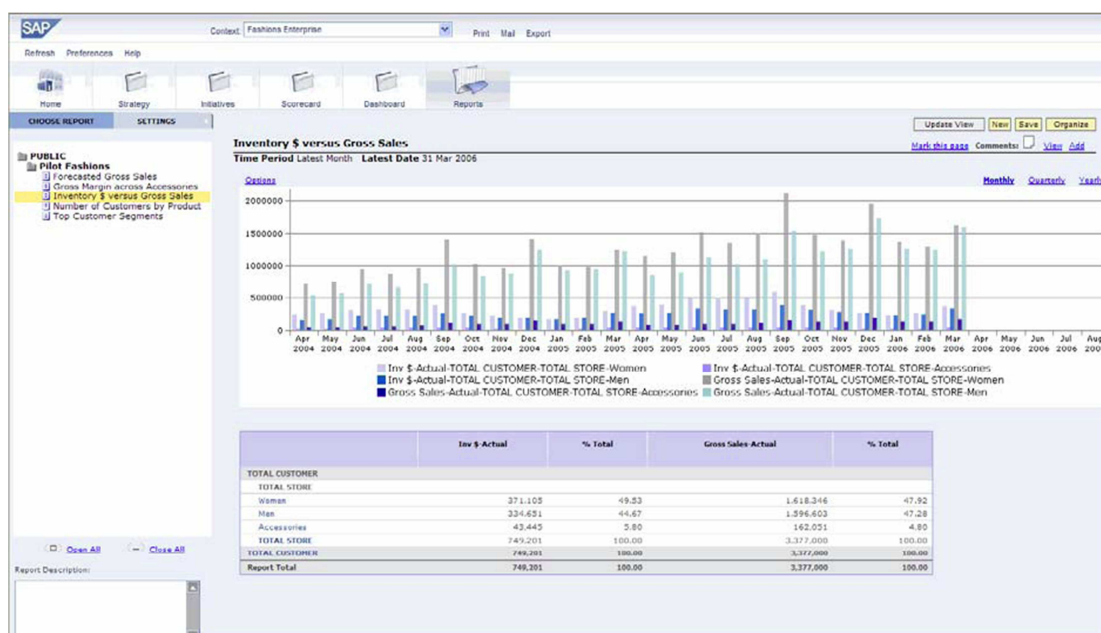 SAP
Context: Fashions Enterprise Print Mail Export
Refresh Preferences Help
Home Strategy Initiatives Scorecard Dashboard Reports
CHOOSE REPORT SETTINGS
Update View New Save Organize
Inventory $ versus Gross Sales
Mark this page Comments: View Add
Time Period Latest Month Latest Date 31 Mar 2006
PUBLIC
Pilot Fashions
Forecasted Gross Sales
Gross Margin across Accessories
Inventory $ versus Gross Sales
Number of Customers by Product
Top Customer Segments
Options Monthly Quarterly Yearly
2000000
1500000
1000000
500000
0
Apr May Jun Jul Aug Sep Oct Nov Dec Jan Feb Mar Apr May Jun Jul Aug Sep Oct Nov Dec Jan Feb Mar Apr May Jun Jul Aug
2004 2004 2004 2004 2004 2004 2004 2004 2004 2005 2005 2005 2005 2005 2005 2005 2005 2005 2005 2005 2005 2006 2006 2006 2006 2006 2006 2006 2006
Inv $-Actual-TOTAL CUSTOMER-TOTAL STORE-Women Inv $-Actual-TOTAL CUSTOMER-TOTAL STORE-Accessories
Inv $-Actual-TOTAL CUSTOMER-TOTAL STORE-Men Gross Sales-Actual-TOTAL CUSTOMER-TOTAL STORE-Women
Gross Sales-Actual-TOTAL CUSTOMER-TOTAL STORE-Accessories Gross Sales-Actual-TOTAL CUSTOMER-TOTAL STORE-Men
Inv $-Actual % Total Gross Sales-Actual % Total
TOTAL CUSTOMER
TOTAL STORE
Women 371,105 49.53 1,618,346 47.92
Men 334,651 44.67 1,596,603 47.28
Accessories 43,445 5.80 162,051 4.80
TOTAL STORE 749,201 100.00 3,377,000 100.00
TOTAL CUSTOMER 749,201 100.00 3,377,000 100.00
Report Total 749,201 100.00 3,377,000 100.00
Open All Close All
Report Description: